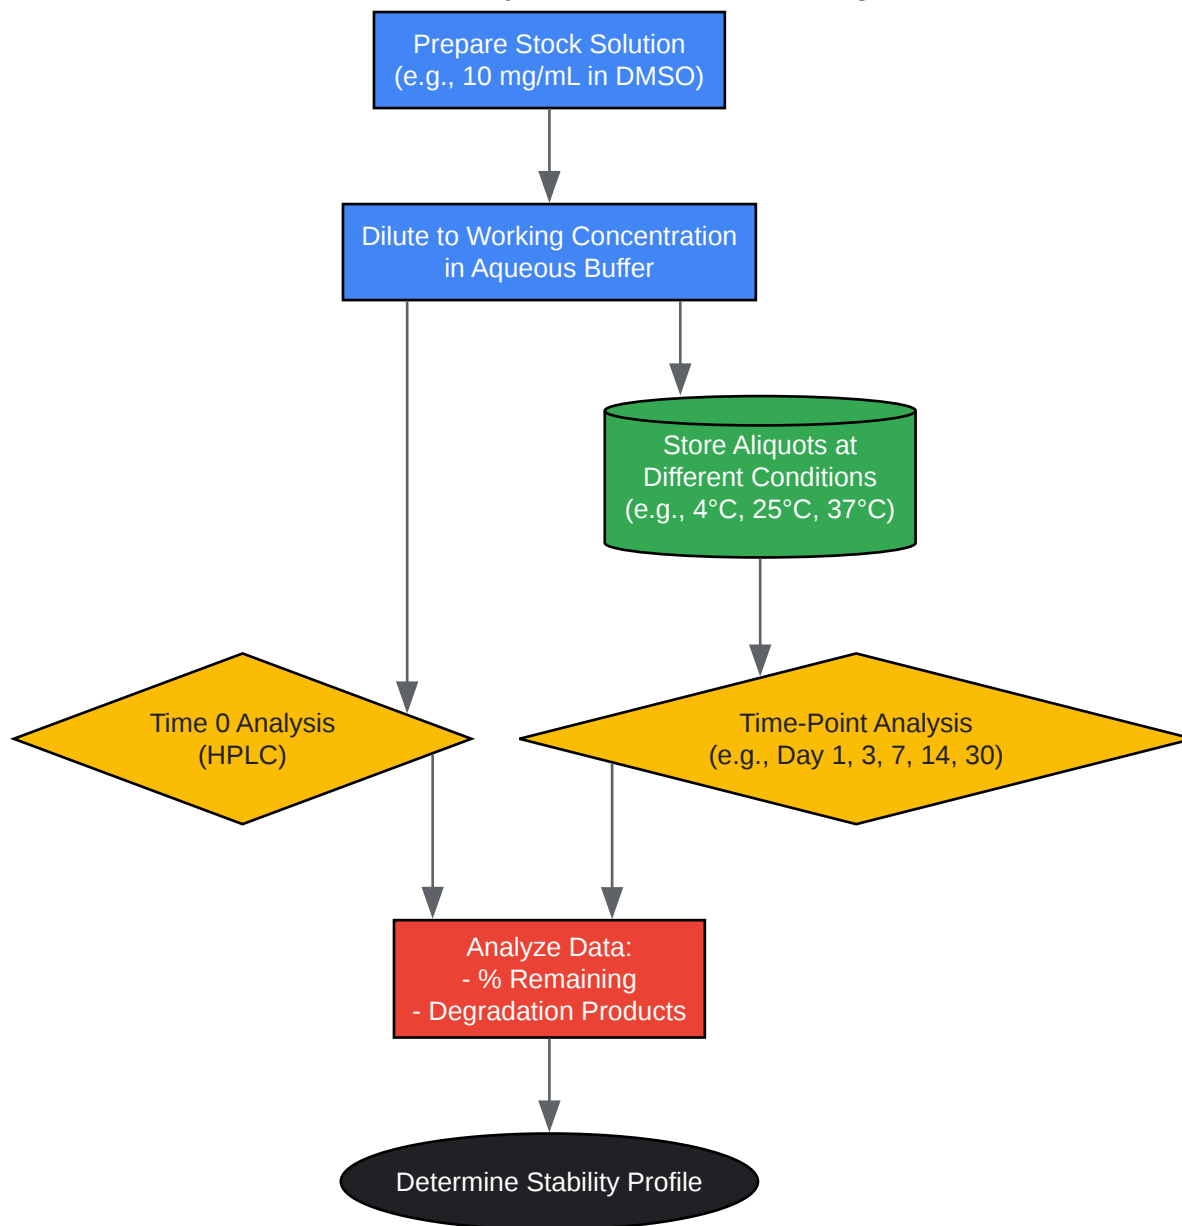 Prepare Stock Solution
(e.g., 10 mg/mL in DMSO)
Dilute to Working Concentration
in Aqueous Buffer
Store Aliquots at
Different Conditions
(e.g., 4°C, 25°C, 37°C)
Time 0 Analysis
(HPLC)
Time-Point Analysis
(e.g., Day 1, 3, 7, 14, 30)
Analyze Data:
- % Remaining
- Degradation Products
Determine Stability Profile